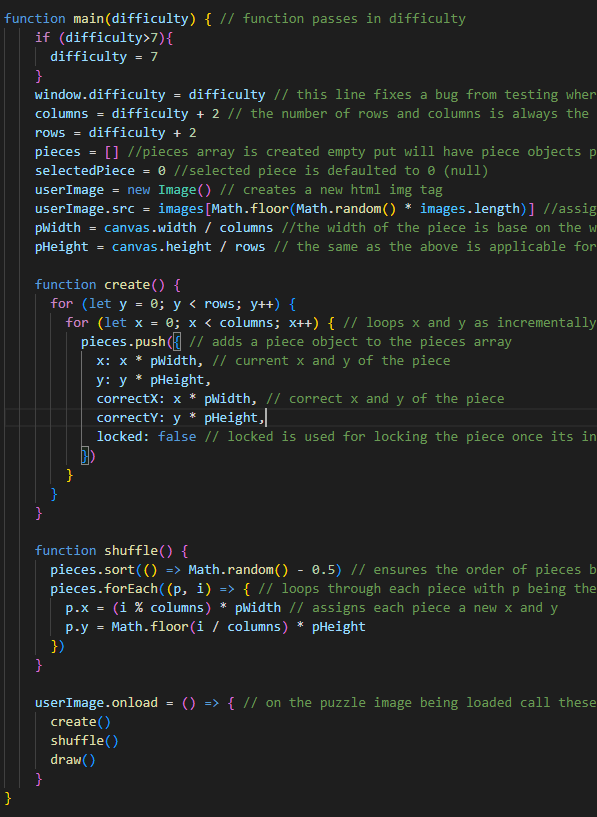 function main(difficulty) { // function passes in difficulty
if (difficulty>7){
difficulty = 7
}
window.difficulty = difficulty // this line fixes a bug from testing wher
columns = difficulty + 2 // the number of rows and columns is always the
rows = difficulty + 2
pieces = [] //pieces array is created empty put will have piece objects p
selectedPiece = 0 //selected piece is defaulted to 0 (null)
userImage = new Image() // creates a new html img tag
userImage.src = images[Math.floor(Math.random() * images.length)] //assig
pWidth = canvas.width / columns //the width of the piece is base on the w
pHeight = canvas.height / rows // the same as the above is applicable for
function create() {
for (let y = 0; y < rows; y++) {
for (let x = 0; x < columns; x++) { // loops x and y as incrementally
pieces.push({ // adds a piece object to the pieces array
x: x * pWidth, // current x and y of the piece
y: y * pHeight,
correctX: x * pWidth, // correct x and y of the piece
correctY: y * pHeight,
locked: false // locked is used for locking the piece once its in
})
}
}
}
function shuffle() {
pieces.sort(() => Math.random() - 0.5) // ensures the order of pieces b
pieces.forEach((p, i) => { // loops through each piece with p being the
p.x = (i % columns) * pWidth // assigns each piece a new x and y
p.y = Math.floor(i / columns) * pHeight
})
}
userImage.onload = () => { // on the puzzle image being loaded call these
create()
shuffle()
draw()
}
}